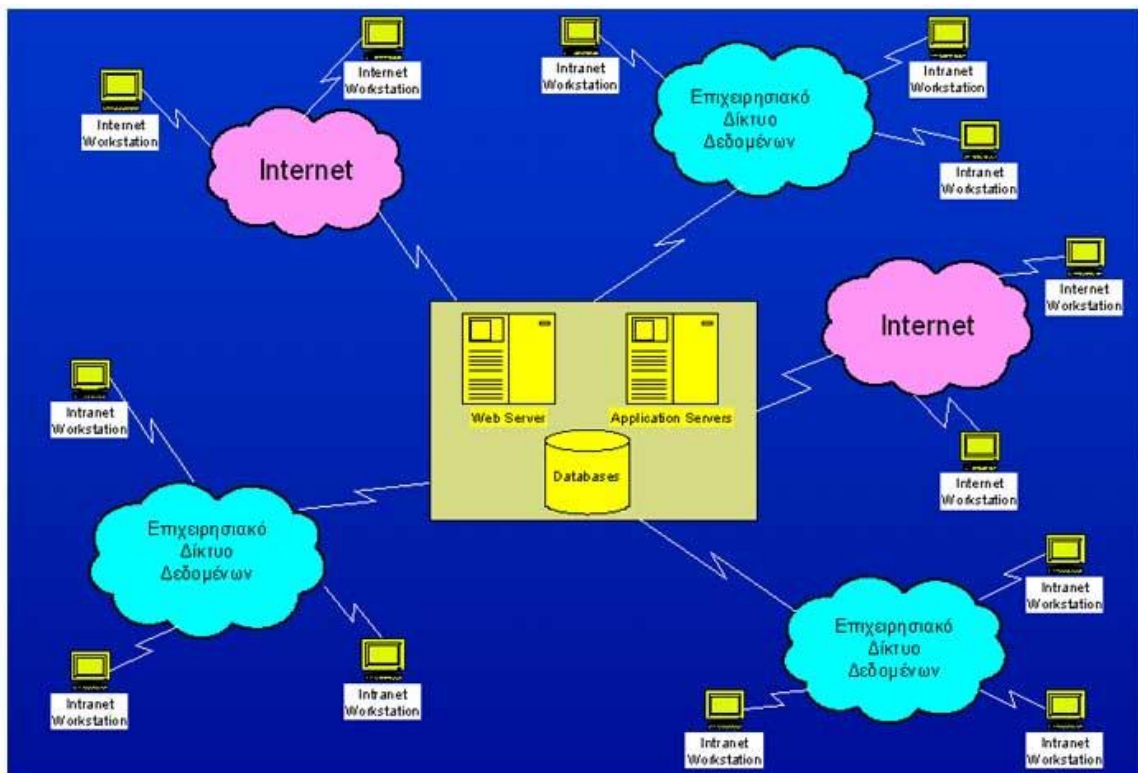 Internet
Workstation
Internet
Workstation
Internet
Intranet
Workstation
Επιχειρησιακό
Δίκτυο
Δεδομένων
Intranet
Workstation
Intranet
Workstation
Internet
Workstation
Internet
Internet
Workstation
Web Server
Application Servers
Databases
Intranet
Workstation
Επιχειρησιακό
Δίκτυο
Δεδομένων
Intranet
Workstation
Intranet
Workstation
Επιχειρησιακό
Δίκτυο
Δεδομένων
Intranet
Workstation
Intranet
Workstation
Intranet
Workstation